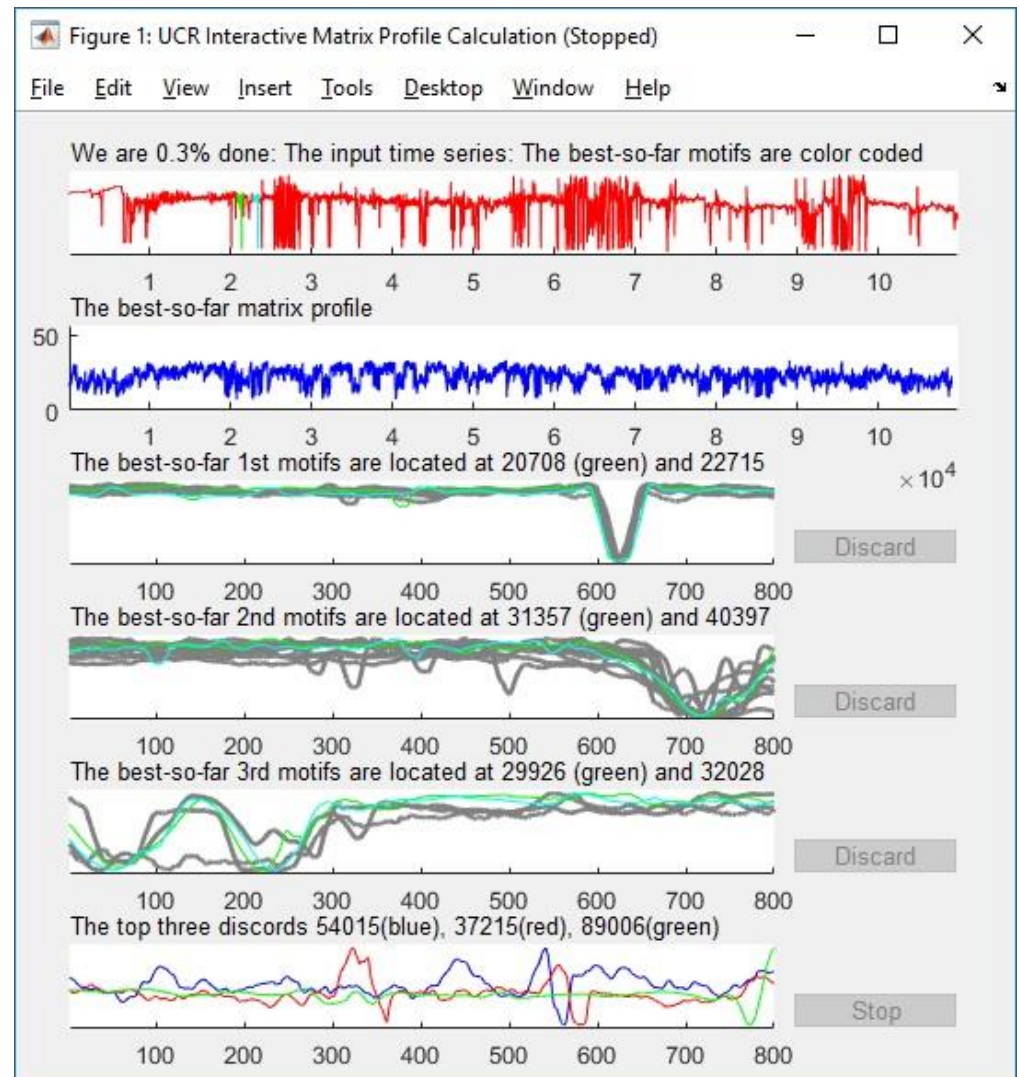 Figure 1: UCR Interactive Matrix Profile Calculation (Stopped)
File Edit View Insert Tools Desktop Window Help
We are 0.3% done: The input time series: The best-so-far motifs are color coded
1 2 3 4 5 6 7 8 9 10
The best-so-far matrix profile
50
0
1 2 3 4 5 6 7 8 9 10
×10^4
The best-so-far 1st motifs are located at 20708 (green) and 22715
Discard
100 200 300 400 500 600 700 800
The best-so-far 2nd motifs are located at 31357 (green) and 40397
Discard
100 200 300 400 500 600 700 800
The best-so-far 3rd motifs are located at 29926 (green) and 32028
Discard
100 200 300 400 500 600 700 800
The top three discords 54015(blue), 37215(red), 89006(green)
Stop
100 200 300 400 500 600 700 800